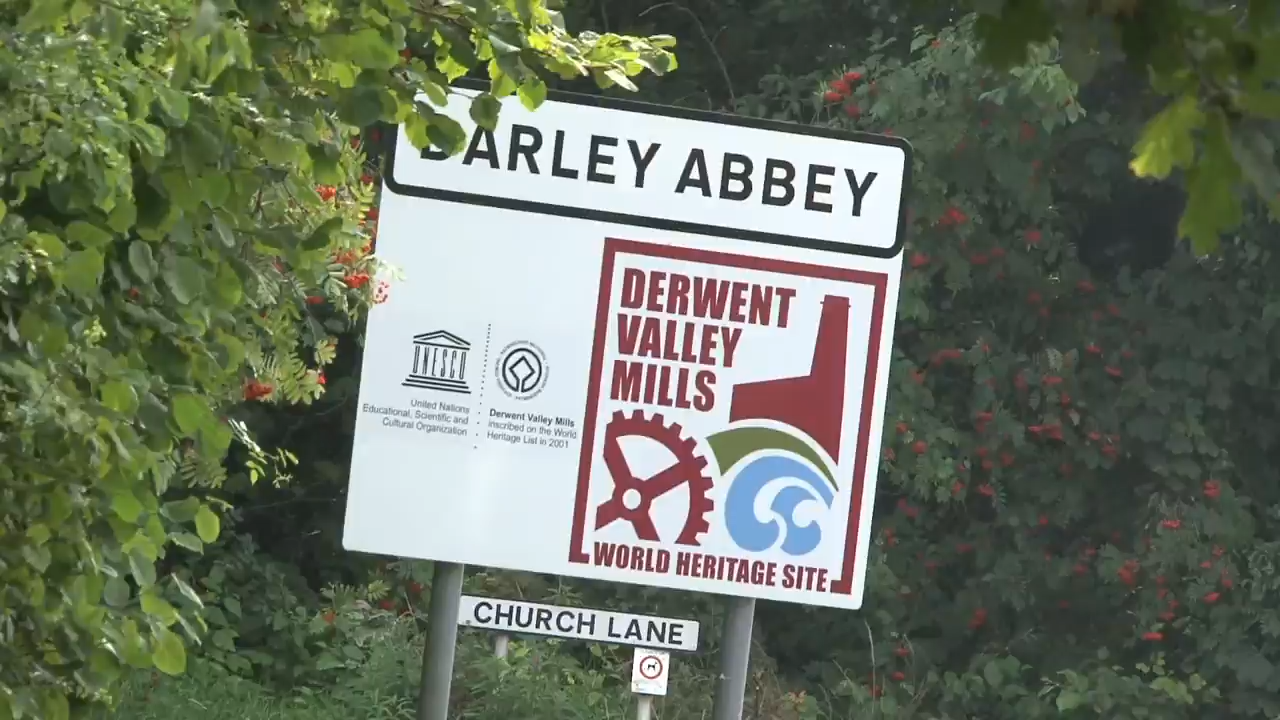 DARLEY ABBEY
DERWENT
VALLEY
MILLS
UNESCO
United Nations
Educational, Scientific and
Cultural Organization
Derwent Valley Mills
inscribed on the World
Heritage List in 2001
WORLD HERITAGE SITE
CHURCH LANE